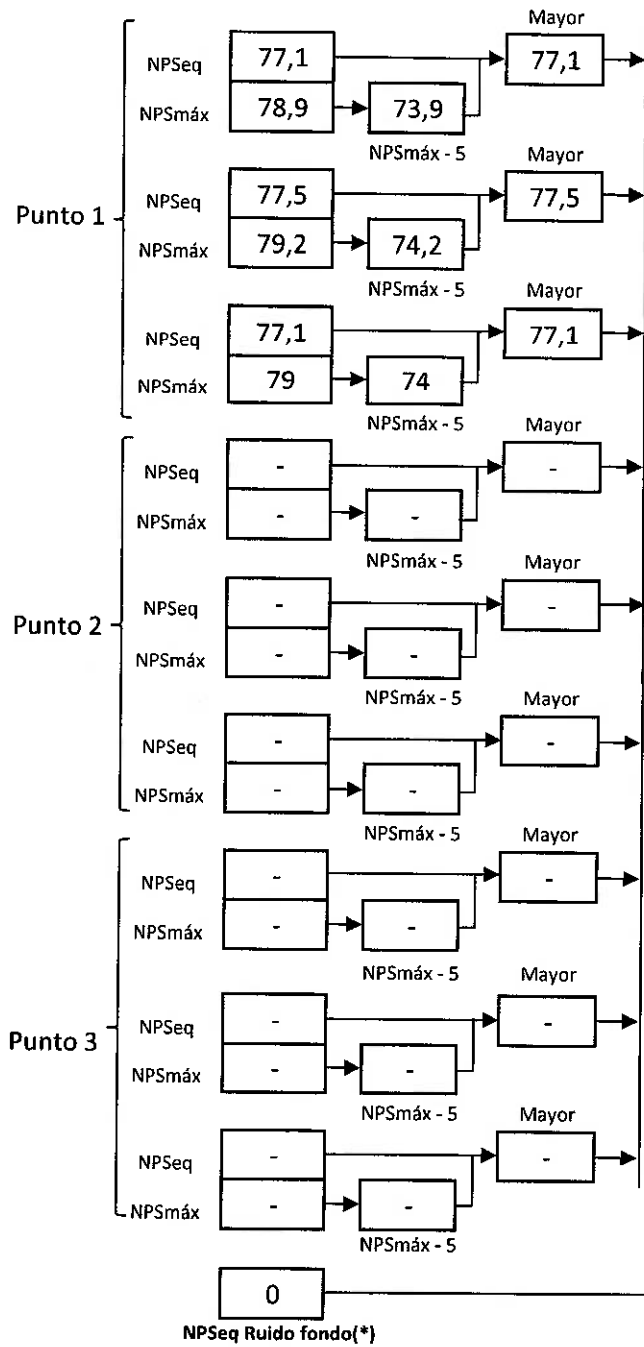 Mayor
NPSeq 77,1 77,1
NPSmáx 78,9 73,9
NPSmáx - 5
Mayor
Punto 1
NPSeq 77,5 77,5
NPSmáx 79,2 74,2
NPSmáx - 5
Mayor
NPSeq 77,1 77,1
NPSmáx 79 74
NPSmáx - 5
Mayor
NPSeq - -
NPSmáx - -
NPSmáx - 5
Mayor
Punto 2
NPSeq - -
NPSmáx - -
NPSmáx - 5
Mayor
NPSeq - -
NPSmáx - -
NPSmáx - 5
Mayor
NPSeq - -
NPSmáx - -
NPSmáx - 5
Mayor
Punto 3
NPSeq - -
NPSmáx - -
NPSmáx - 5
Mayor
NPSeq - -
NPSmáx - -
NPSmáx - 5
0
NPSeq Ruido fondo(*)